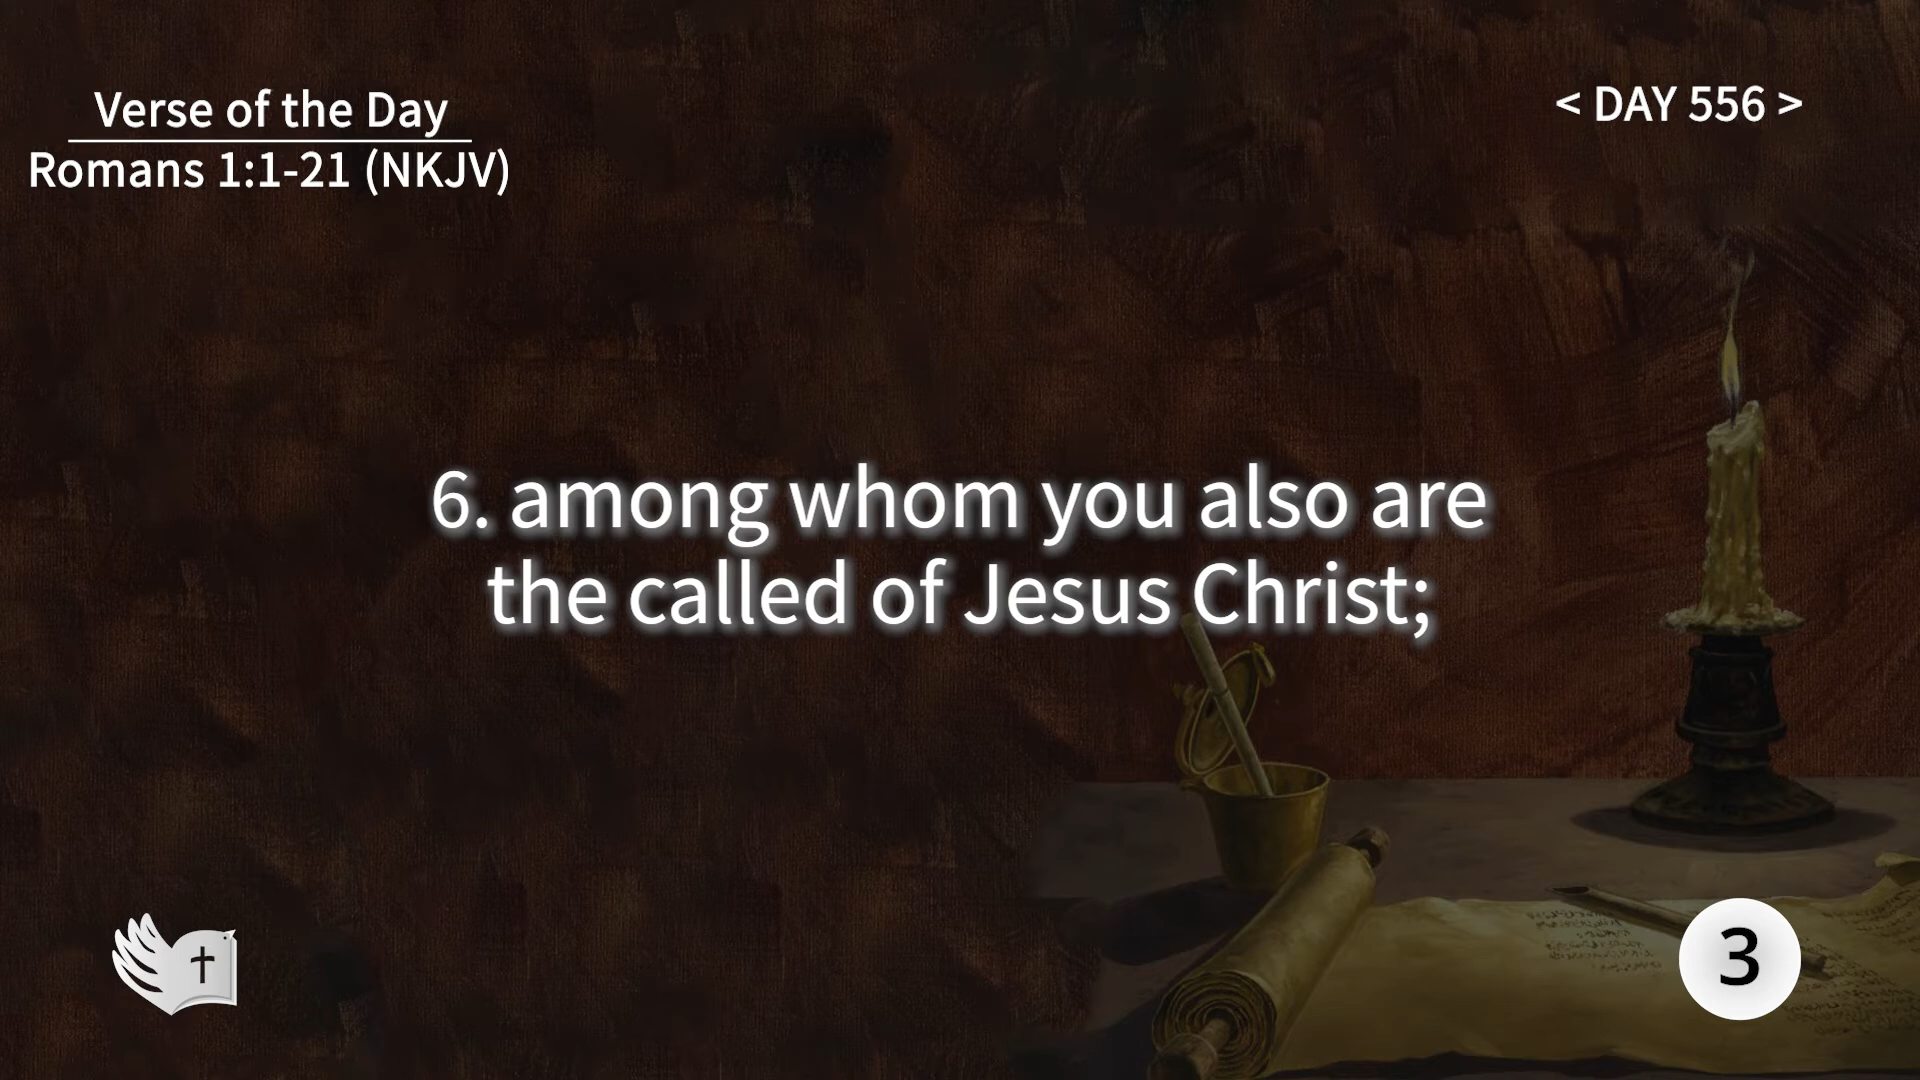 Verse of the Day
Romans 1:1-21 (NKJV)
< DAY 556 >
6. among whom you also are
the called of Jesus Christ;
3